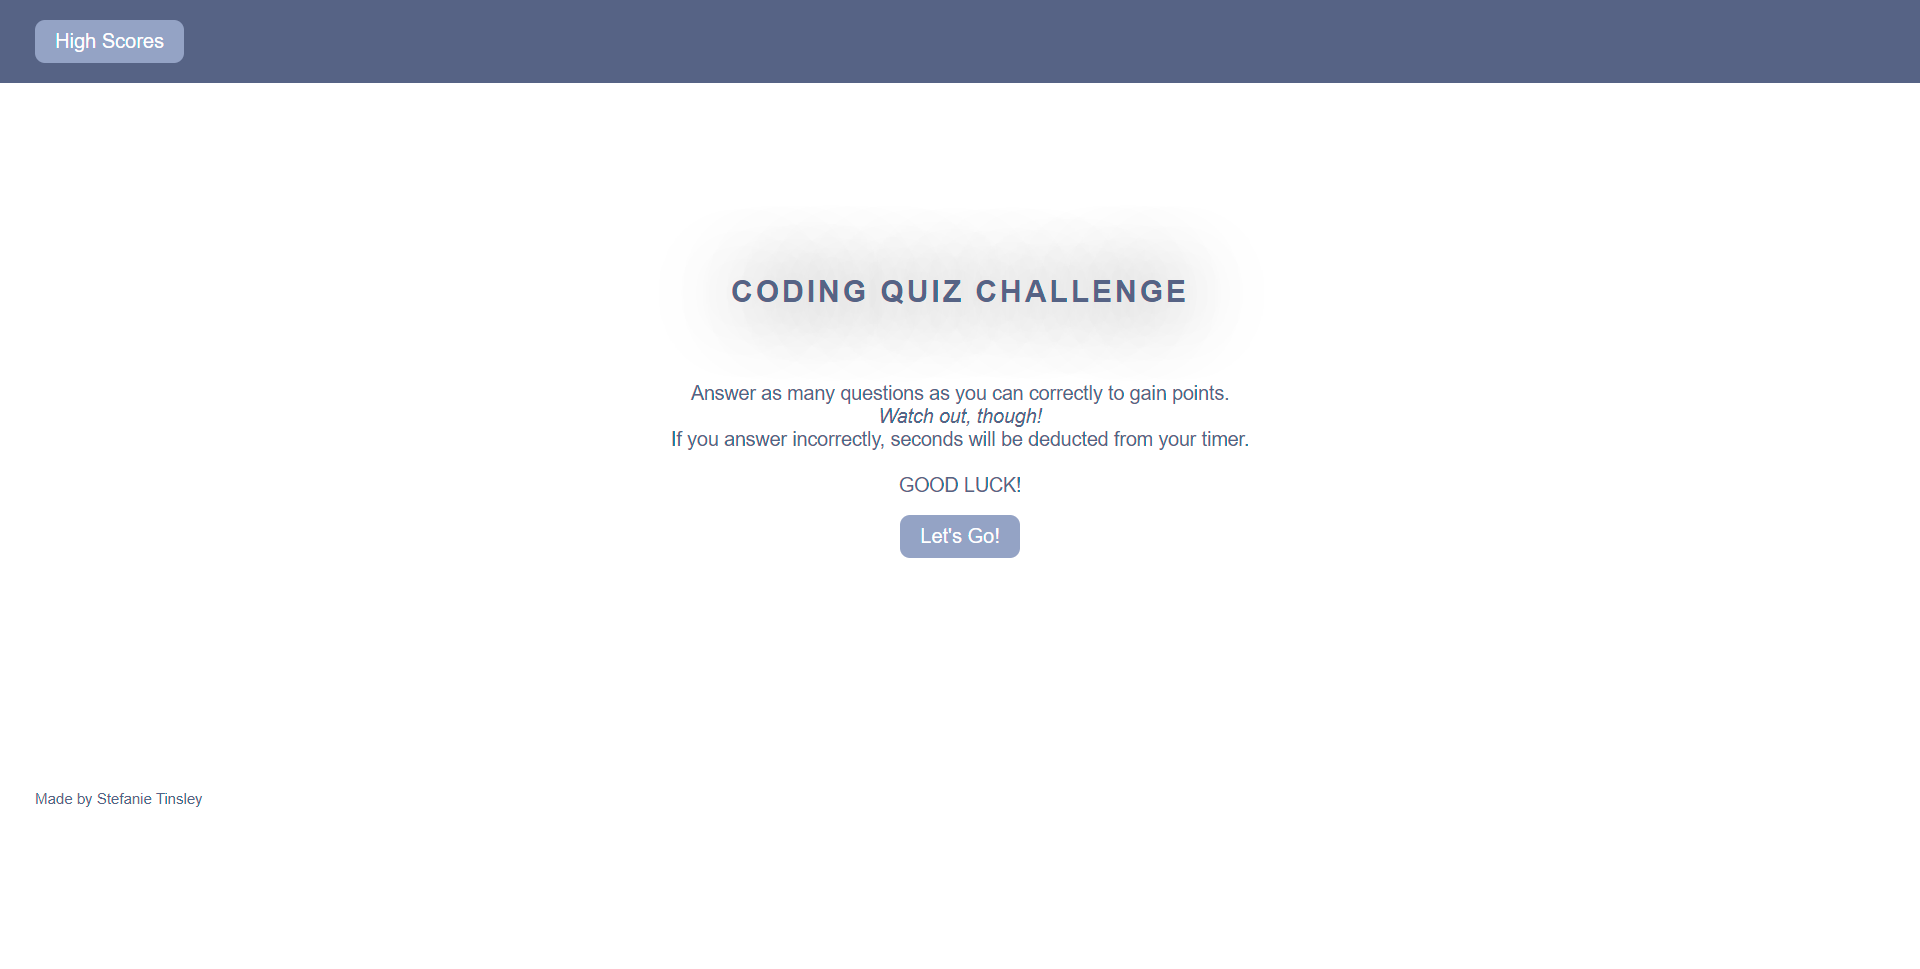 High Scores
CODING QUIZ CHALLENGE
Answer as many questions as you can correctly to gain points.
Watch out, though!
If you answer incorrectly, seconds will be deducted from your timer.
GOOD LUCK!
Let's Go!
Made by Stefanie Tinsley